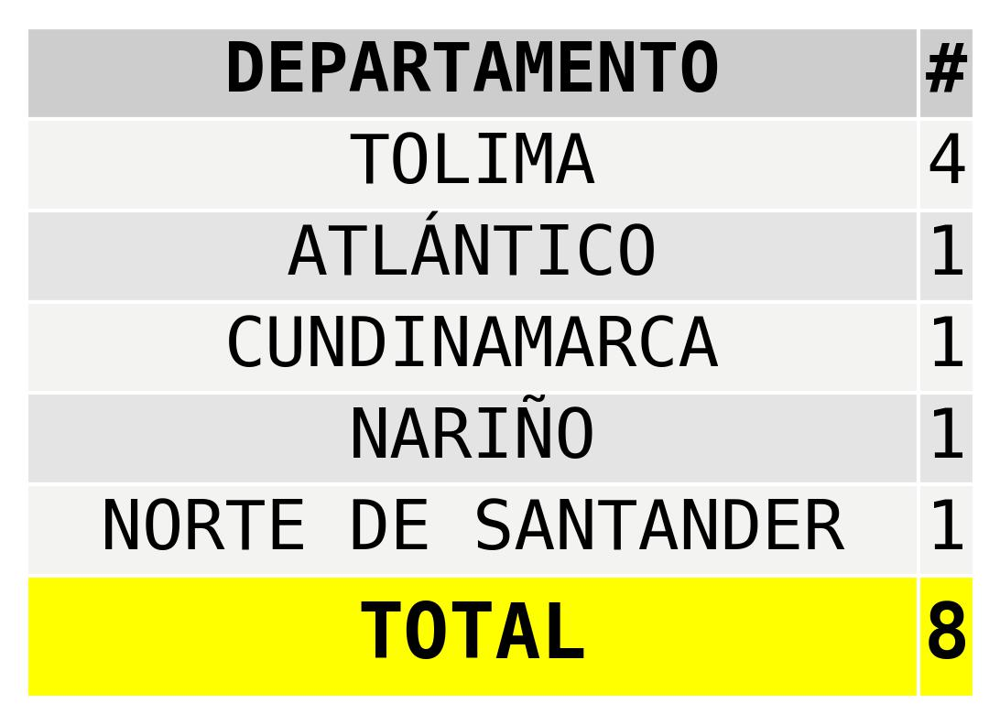 DEPARTAMENTO #
TOLIMA 4
ATLÁNTICO 1
CUNDINAMARCA 1
NARIÑO 1
NORTE DE SANTANDER 1
TOTAL 8